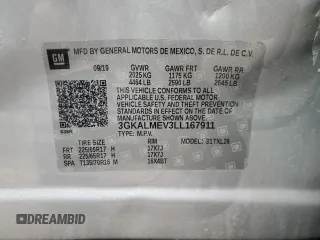 GM
MFD BY GENERAL MOTORS DE MEXICO, S. DE R.L. DE C.V.
09/19 GVWR GAWR FRT GAWR RR
2025 KG 1175 KG 1200 KG
4464 LB 2590 LB 2645 LB
THIS VEHICLE CONFORMS TO ALL
APPLICABLE U.S. FEDERAL MOTOR
VEHICLE SAFETY, BUMPER, AND
THEFT PREVENTION STANDARDS
IN EFFECT ON THE DATE OF
MANUFACTURE SHOWN ABOVE.
3GKALMEV3LL167911
TYPE: M.P.V. MODEL: 31TXL26
TIRE SIZE RIM
FRT 225/65R17 H 17X7J
RR 225/65R17 H 17X7J
SPA T135/70R16 M 16X4BT
DealersGear.com